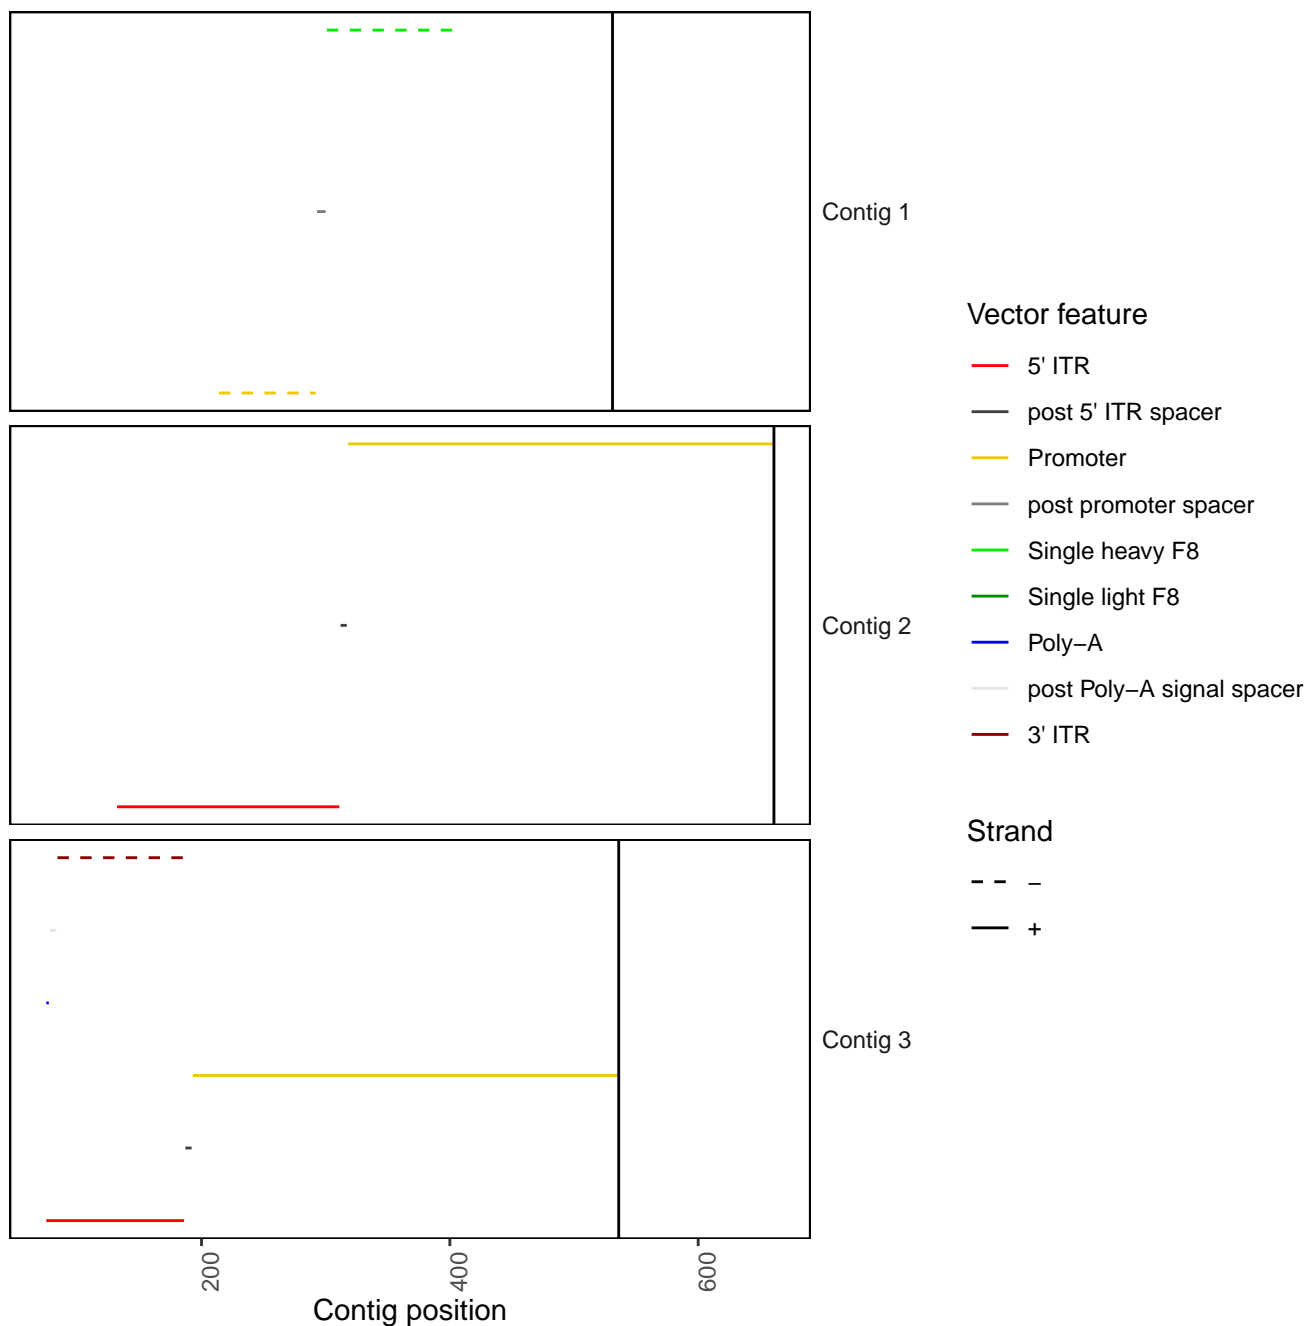 Contig 1
Contig 2
Contig 3
200
400
600
Contig position
Vector feature
5' ITR
post 5' ITR spacer
Promoter
post promoter spacer
Single heavy F8
Single light F8
Poly−A
post Poly−A signal spacer
3' ITR
Strand
−
+